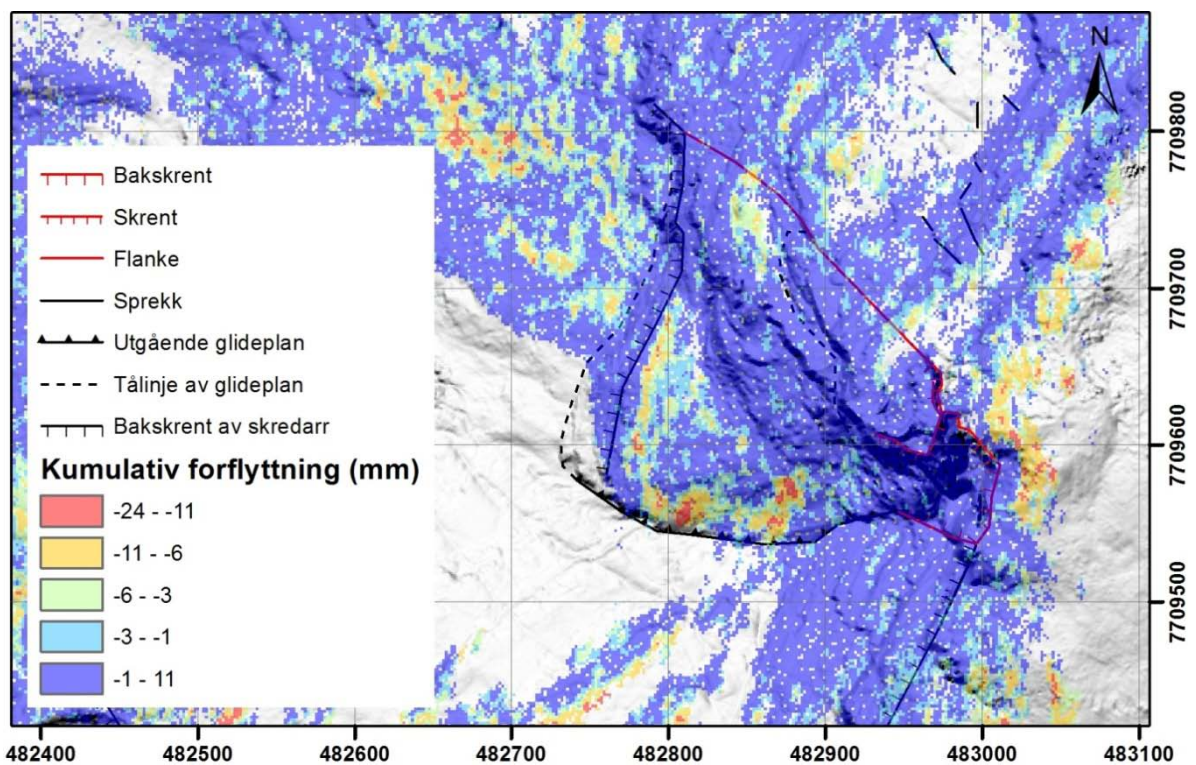 N
Bakskrent
Skrent
Flanke
Sprekk
Utgående glideplan
Tålinje av glideplan
Bakskrent av skredarr
Kumulativ forflyttning (mm)
-24 - -11
-11 - -6
-6 - -3
-3 - -1
-1 - 11
7709800
7709700
7709600
7709500
482400
482500
482600
482700
482800
482900
483000
483100